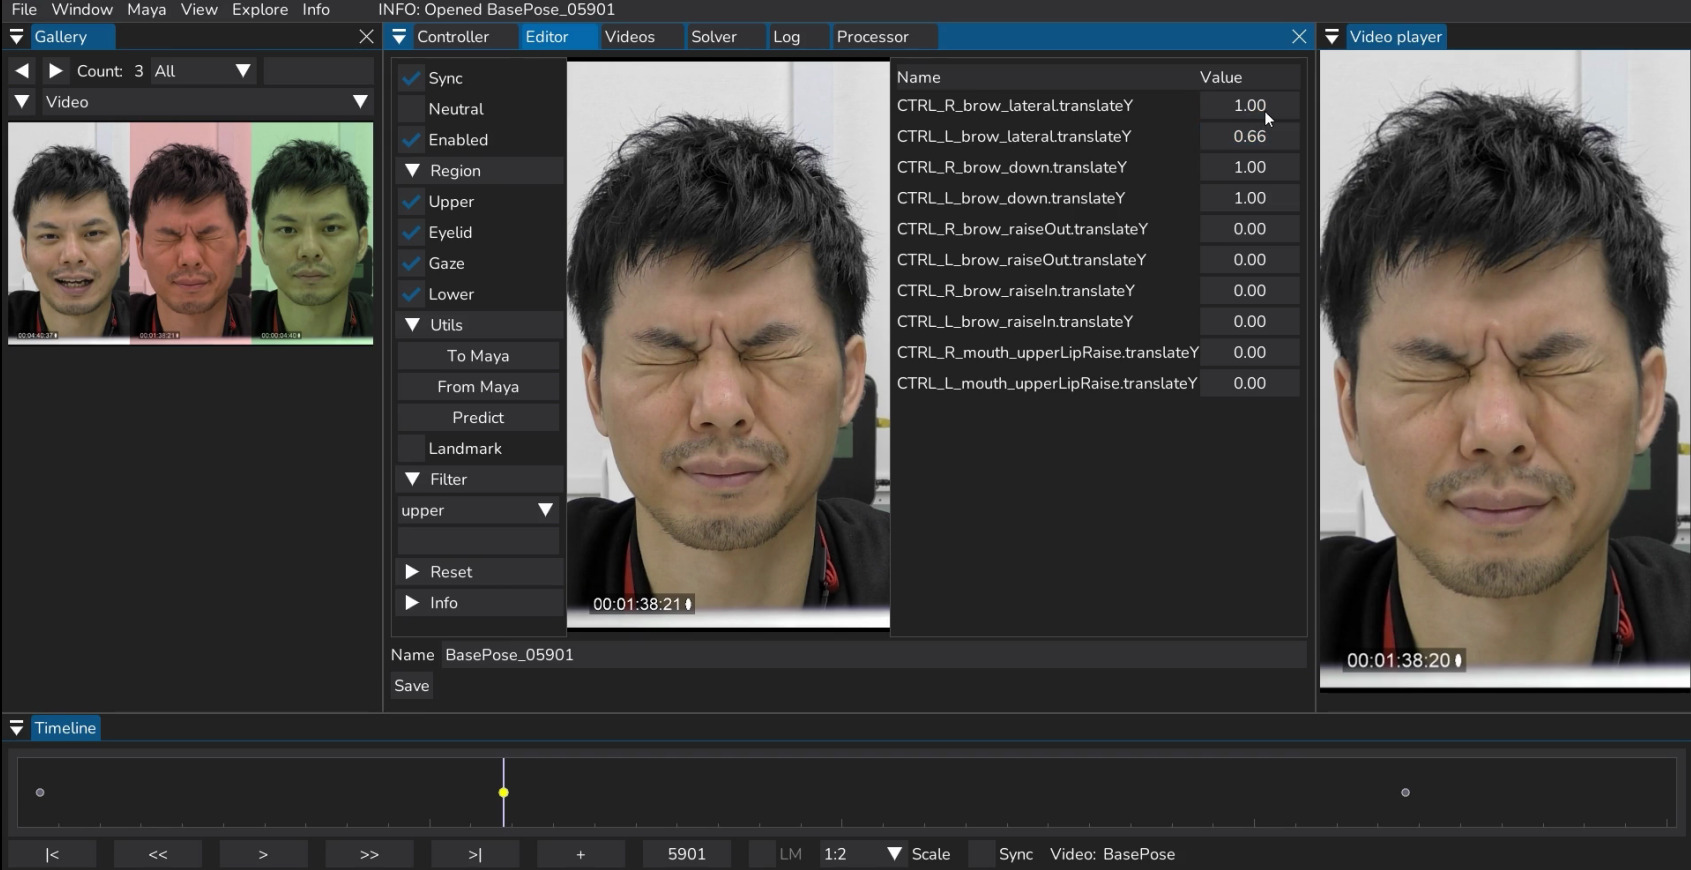 File Window Maya View Explore Info INFO: Opened BasePose_05901
Gallery
Count: 3 All
Video
00:04:40:37
00:01:38:21
00:00:04:40
Controller Editor Videos Solver Log Processor
Sync
Neutral
Enabled
Region
Upper
Eyelid
Gaze
Lower
Utils
To Maya
From Maya
Predict
Landmark
Filter
upper
Reset
Info
00:01:38:21
Name Value
CTRL_R_brow_lateral.translateY 1.00
CTRL_L_brow_lateral.translateY 0.66
CTRL_R_brow_down.translateY 1.00
CTRL_L_brow_down.translateY 1.00
CTRL_R_brow_raiseOut.translateY 0.00
CTRL_L_brow_raiseOut.translateY 0.00
CTRL_R_brow_raiseIn.translateY 0.00
CTRL_L_brow_raiseIn.translateY 0.00
CTRL_R_mouth_upperLipRaise.translateY 0.00
CTRL_L_mouth_upperLipRaise.translateY 0.00
Name BasePose_05901
Save
Video player
00:01:38:20
Timeline
|< << > >> >| + 5901 LM 1:2 Scale Sync Video: BasePose